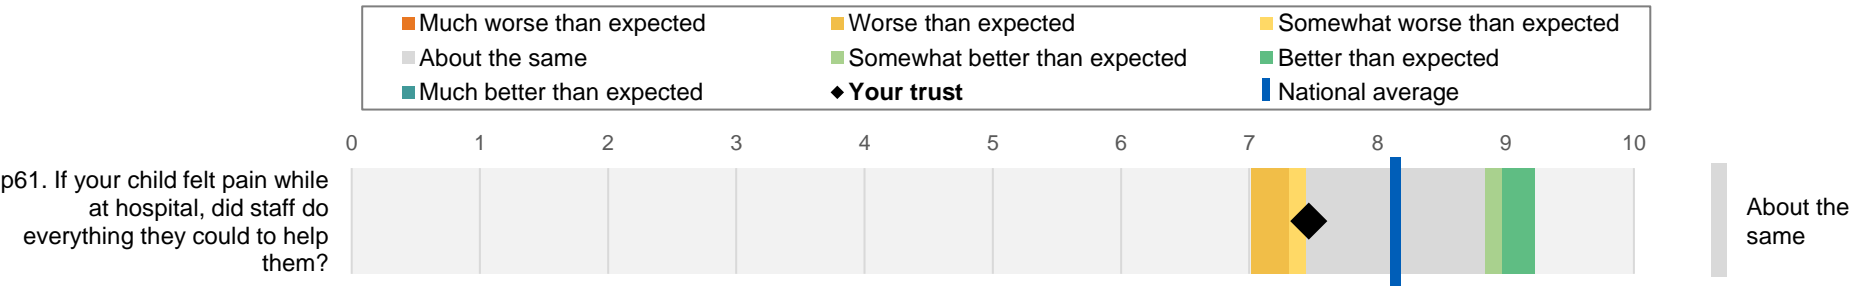 Much worse than expected
Worse than expected
Somewhat worse than expected
About the same
Somewhat better than expected
Better than expected
Much better than expected
Your trust
National average
0 1 2 3 4 5 6 7 8 9 10
p61. If your child felt pain while
at hospital, did staff do
everything they could to help
them?
About the
same